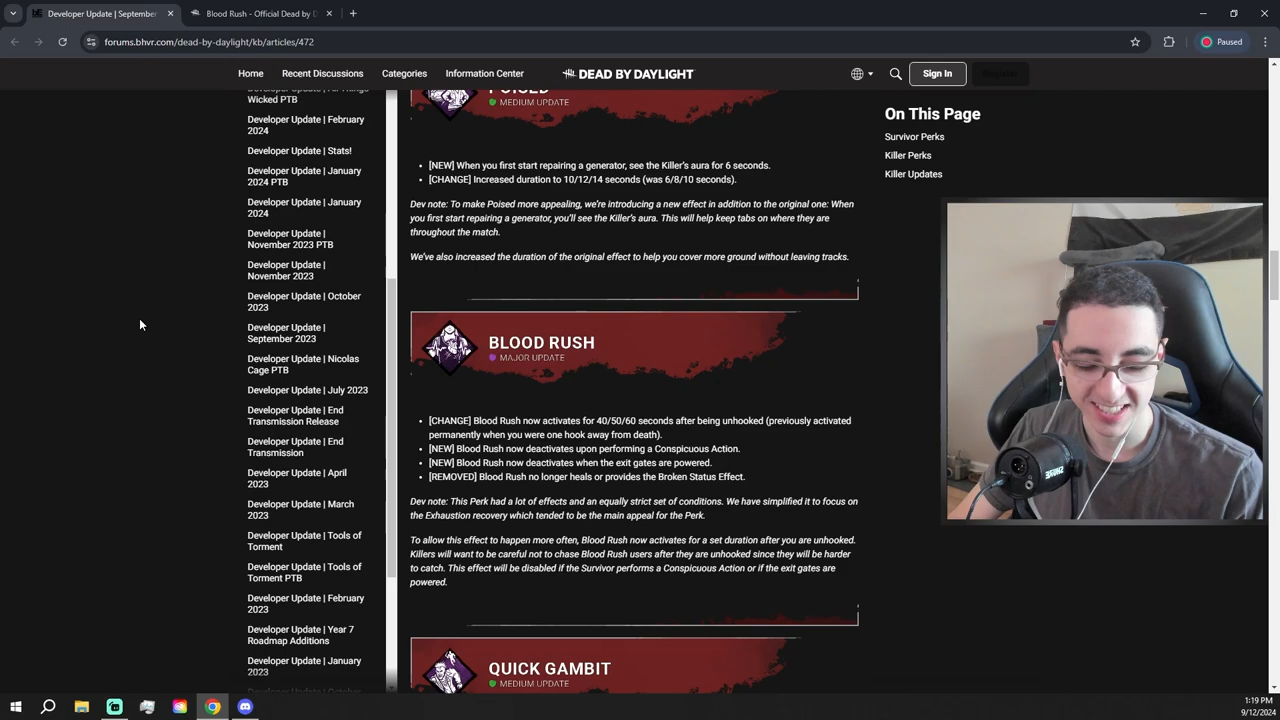 Developer Update | September
Blood Rush - Official Dead by D
forums.bhvr.com/dead-by-daylight/kb/articles/472
Paused
Home
Recent Discussions
Categories
Information Center
DEAD BY DAYLIGHT
Sign In
Register
Developer Update | All Things
Wicked PTB
Developer Update | February
2024
Developer Update | Stats!
Developer Update | January
2024 PTB
Developer Update | January
2024
Developer Update |
November 2023 PTB
Developer Update |
November 2023
Developer Update | October
2023
Developer Update |
September 2023
Developer Update | Nicolas
Cage PTB
Developer Update | July 2023
Developer Update | End
Transmission Release
Developer Update | End
Transmission
Developer Update | April
2023
Developer Update | March
2023
Developer Update | Tools of
Torment
Developer Update | Tools of
Torment PTB
Developer Update | February
2023
Developer Update | Year 7
Roadmap Additions
Developer Update | January
2023
Developer Update | October
POISED
MEDIUM UPDATE
• [NEW] When you first start repairing a generator, see the Killer's aura for 6 seconds.
• [CHANGE] Increased duration to 10/12/14 seconds (was 6/8/10 seconds).
Dev note: To make Poised more appealing, we're introducing a new effect in addition to the original one: When
you first start repairing a generator, you'll see the Killer's aura. This will help keep tabs on where they are
throughout the match.
We've also increased the duration of the original effect to help you cover more ground without leaving tracks.
BLOOD RUSH
MAJOR UPDATE
• [CHANGE] Blood Rush now activates for 40/50/60 seconds after being unhooked (previously activated
permanently when you were one hook away from death).
• [NEW] Blood Rush now deactivates upon performing a Conspicuous Action.
• [NEW] Blood Rush now deactivates when the exit gates are powered.
• [REMOVED] Blood Rush no longer heals or provides the Broken Status Effect.
Dev note: This Perk had a lot of effects and an equally strict set of conditions. We have simplified it to focus on
the Exhaustion recovery which tended to be the main appeal for the Perk.
To allow this effect to happen more often, Blood Rush now activates for a set duration after you are unhooked.
Killers will want to be careful not to chase Blood Rush users after they are unhooked since they will be harder
to catch. This effect will be disabled if the Survivor performs a Conspicuous Action or if the exit gates are
powered.
QUICK GAMBIT
MEDIUM UPDATE
On This Page
Survivor Perks
Killer Perks
Killer Updates
1:19 PM
9/12/2024